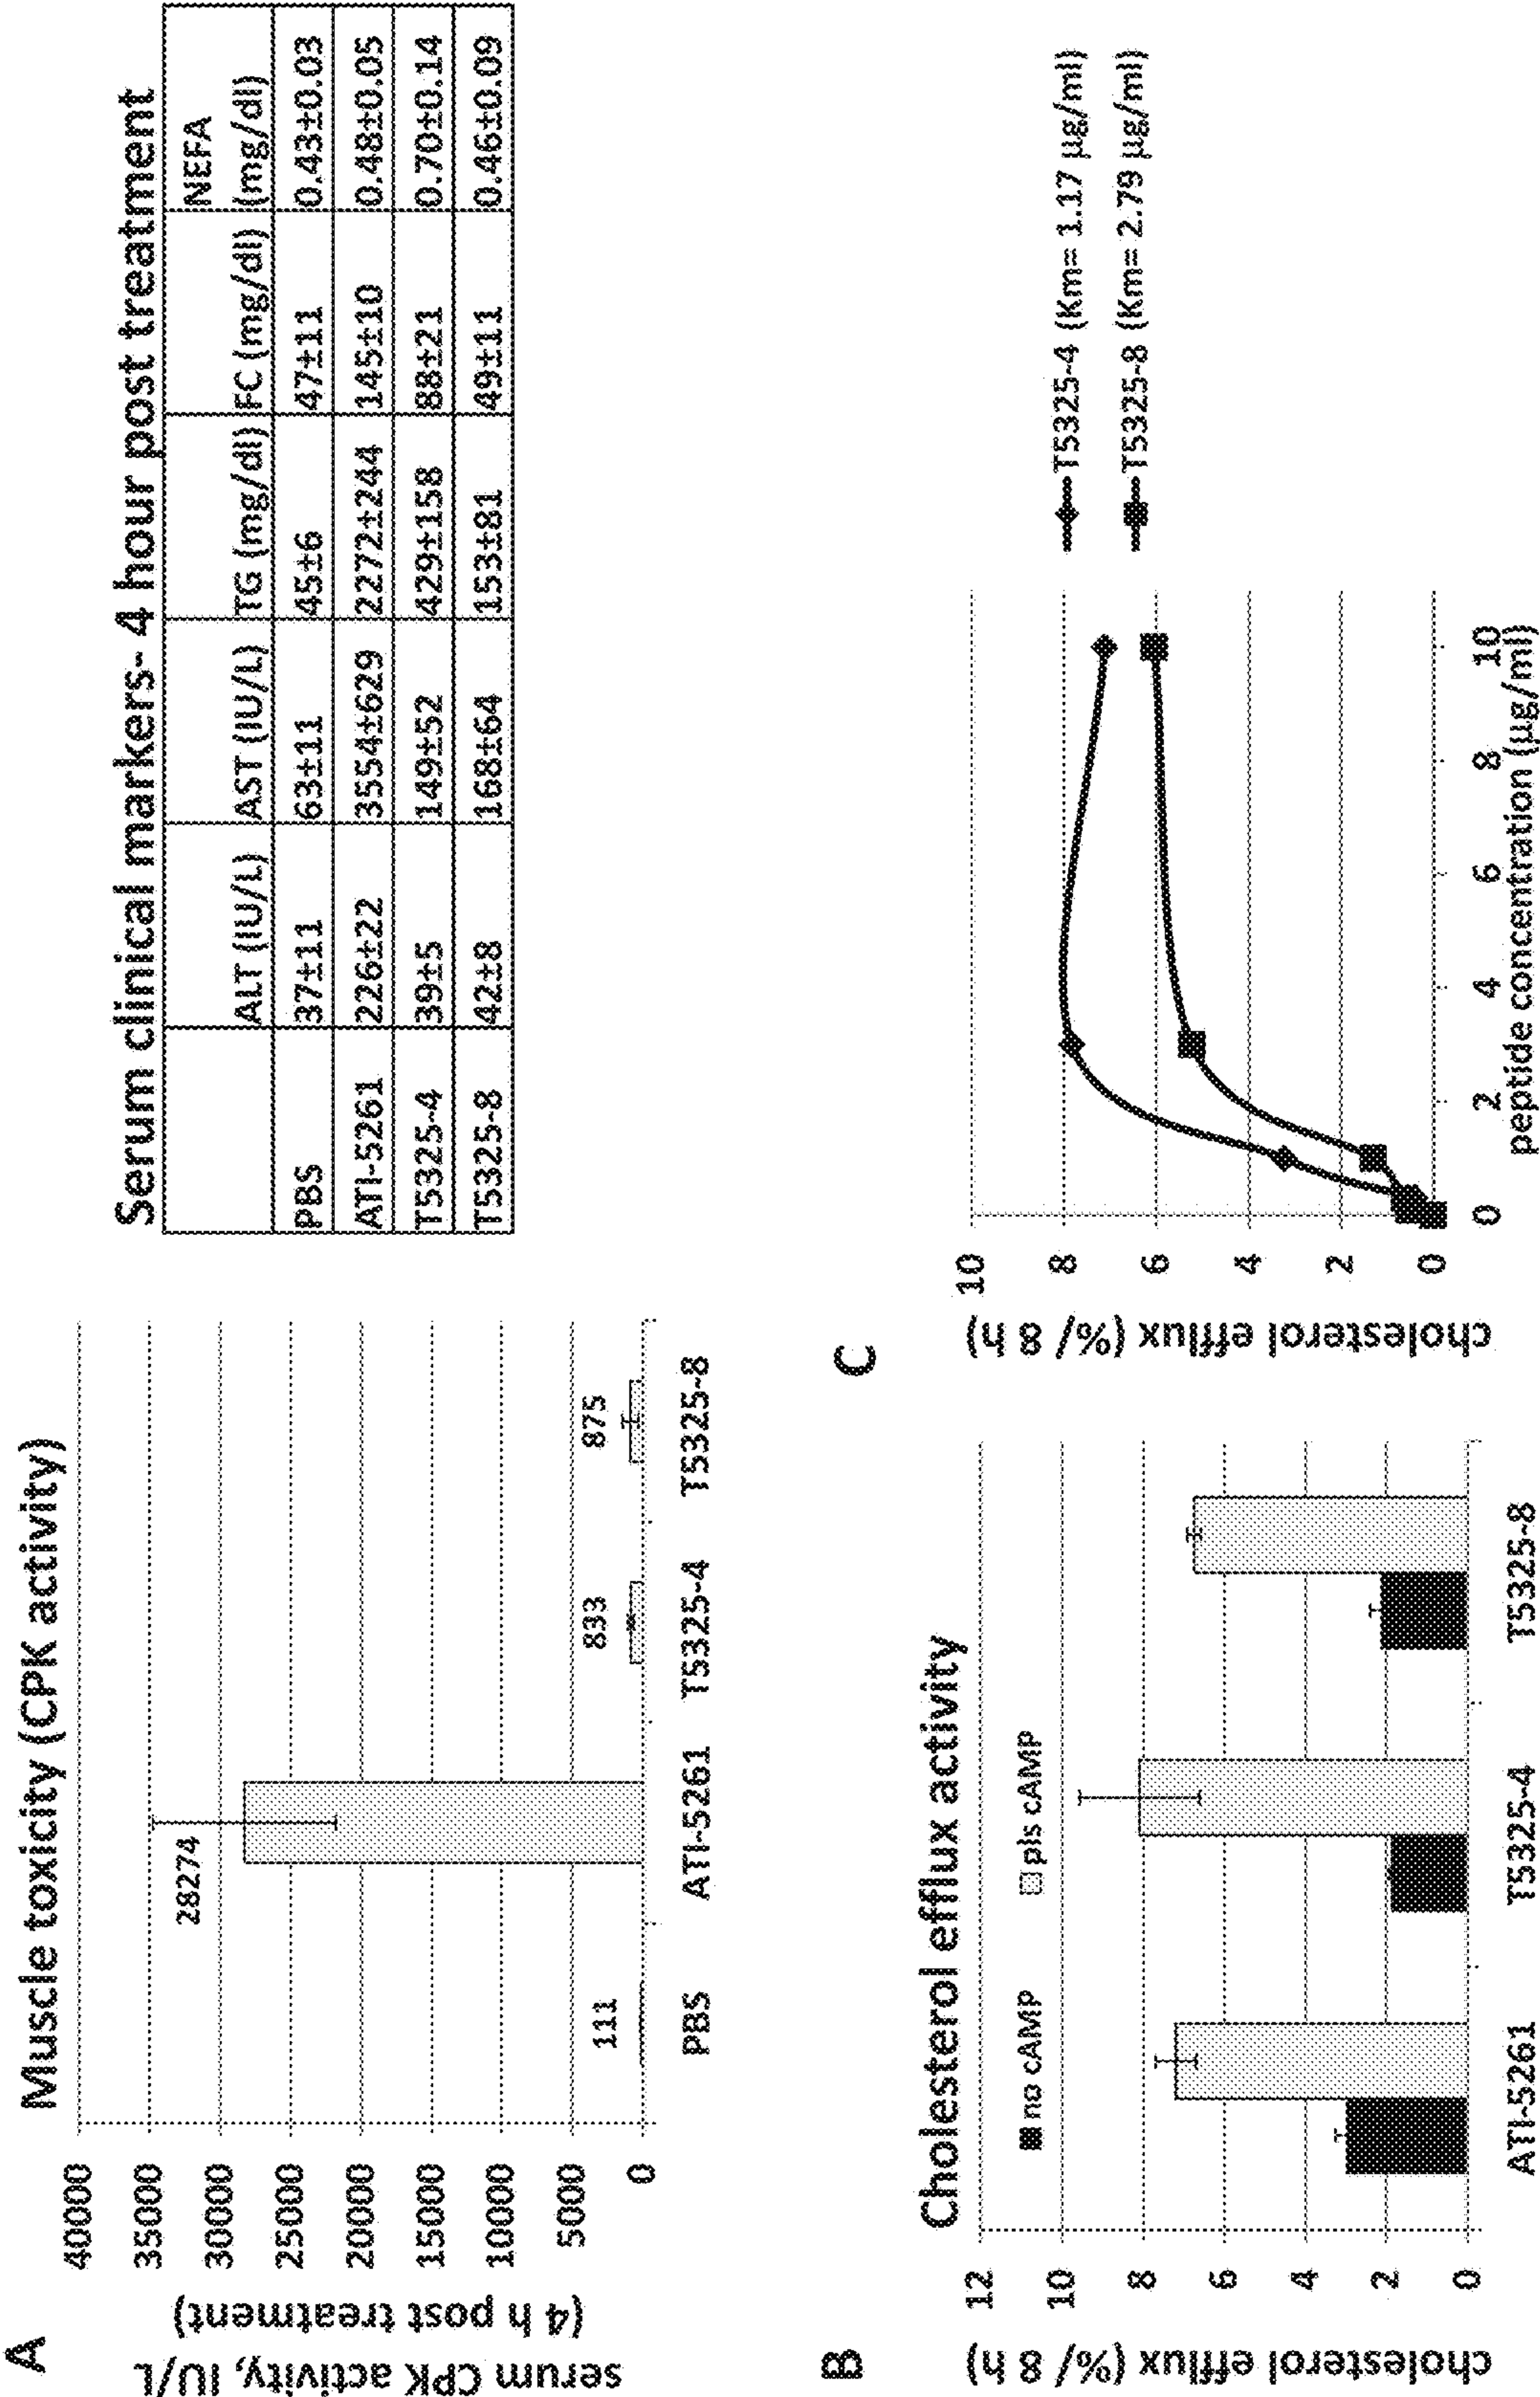 A
Muscle toxicity (CPK activity)
serum CPK activity, IU/L
(4 h post treatment)
40000
35000
30000
25000
20000
15000
10000
5000
0
111
28274
833
875
PBS
ATI-5261
T5325-4
T5325-8
Serum clinical markers- 4 hour post treatment
ALT (IU/L) AST (IU/L) TG (mg/dl) FC (mg/dl) NEFA (mg/dl)
PBS 37±11 63±11 45±6 47±11 0.43±0.03
ATI-5261 226±22 3554±629 2272±244 145±10 0.48±0.05
T5325-4 39±5 149±52 429±158 88±21 0.70±0.14
T5325-8 42±8 168±64 153±81 49±11 0.46±0.09
B
Cholesterol efflux activity
cholesterol efflux (%/ 8 h)
12
10
8
6
4
2
0
no cAMP
pls cAMP
ATI-5261
T5325-4
T5325-8
C
cholesterol efflux (%/ 8 h)
10
8
6
4
2
0
0 2 4 6 8 10
peptide concentration (µg/ml)
T5325-4 (Km= 1.17 µg/ml)
T5325-8 (Km= 2.79 µg/ml)